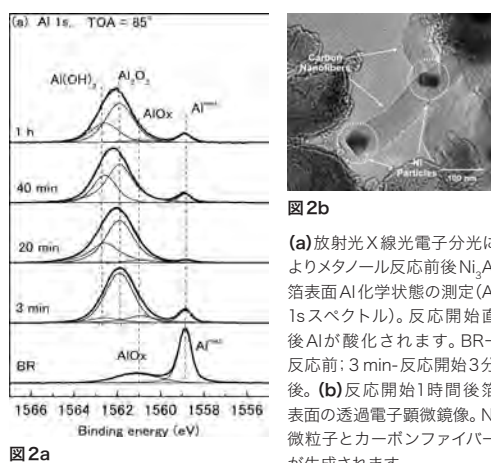 (a) Al 1s, TOA = 85°
Al(OH)3 Al2O3
AlOx Al metal
1 h
40 min
20 min
3 min
AlOx Al metal
BR
1566 1564 1562 1560 1558 1556
Binding energy (eV)
図2a
Carbon
Nanofibers
Ni
Particles
100 nm
図2b
(a)放射光X線光電子分光に
よりメタノール反応前後Ni3A
箔表面Al化学状態の測定(A
1sスペクトル)。反応開始直
後Alが酸化されます。BR-
反応前; 3 min-反応開始3分
後。(b)反応開始1時間後箔
表面の透過電子顕微鏡像。N
微粒子とカーボンファイバー
が生成されます。